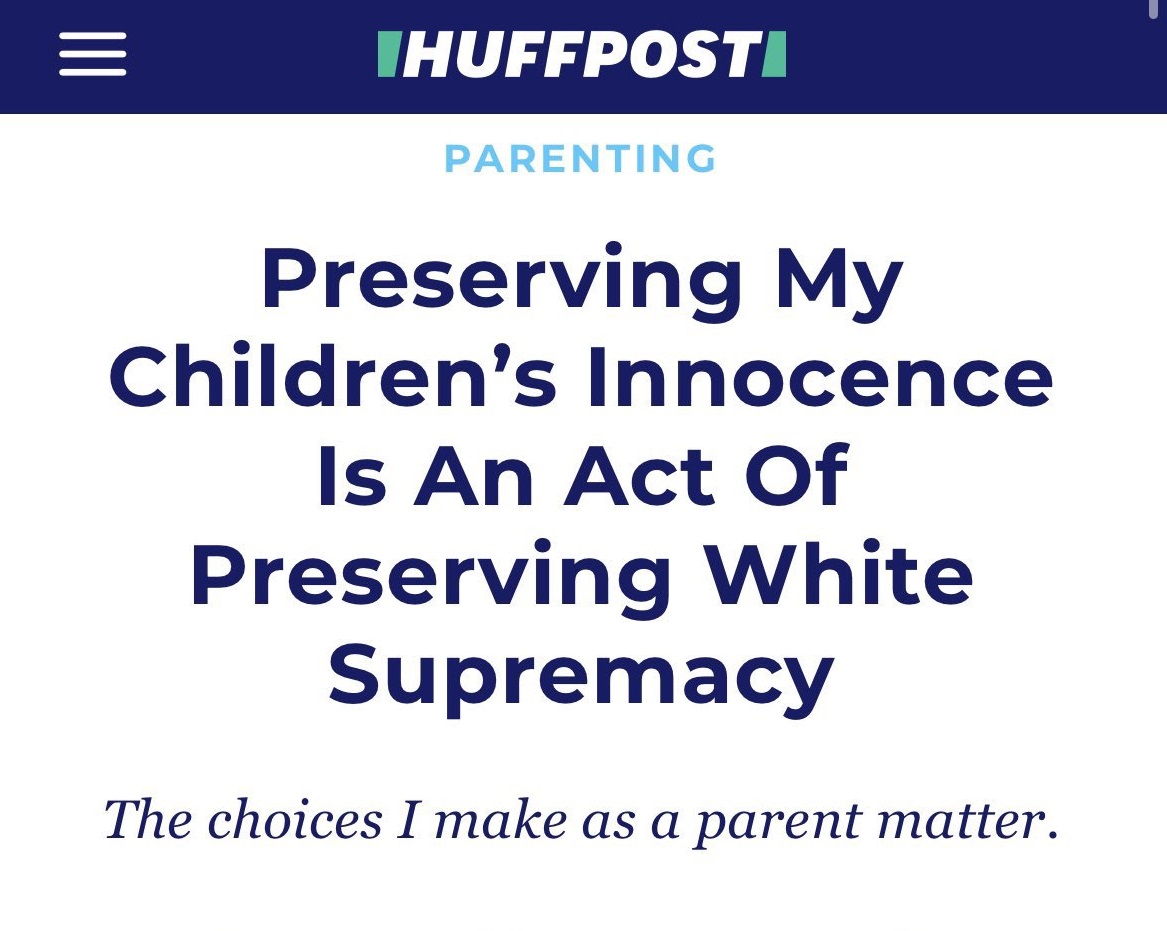 HUFFPOST
PARENTING
Preserving My
Children’s Innocence
Is An Act Of
Preserving White
Supremacy
The choices I make as a parent matter.